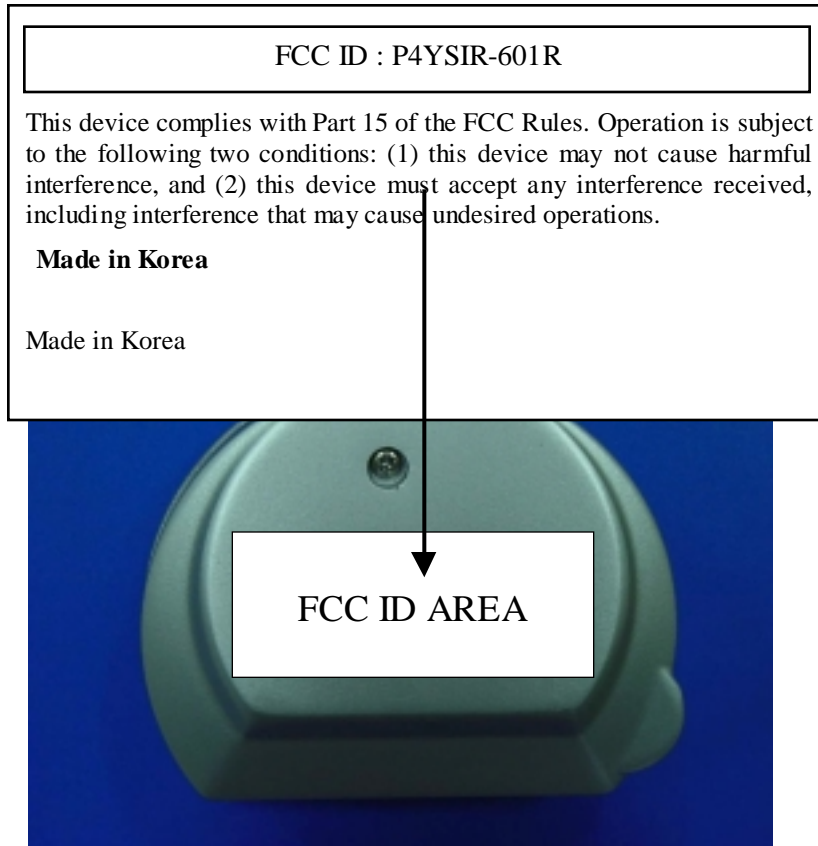 FCC ID : P4YSIR-601R
This device complies with Part 15 of the FCC Rules. Operation is subject
to the following two conditions: (1) this device may not cause harmful
interference, and (2) this device must accept any interference received,
including interference that may cause undesired operations.
Made in Korea
Made in Korea
FCC ID AREA